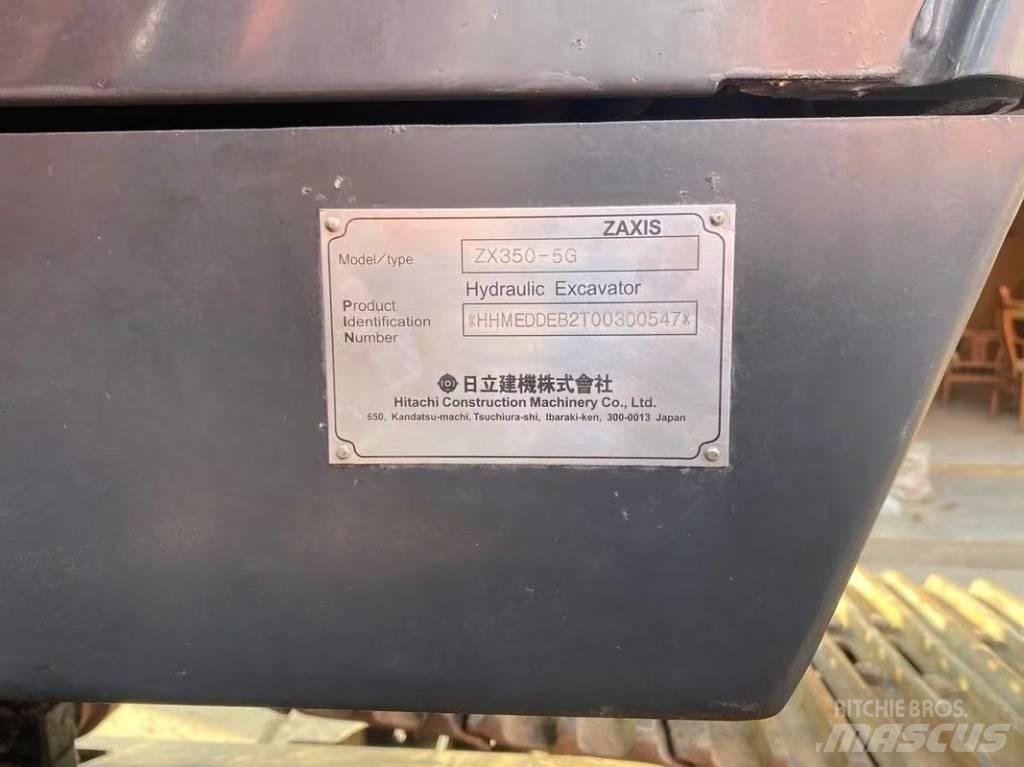 ZAXIS
Model/type ZX350-5G
Hydraulic Excavator
Product
Identification
Number
*HHMEDDEB2T00300547*
日立建機株式會社
Hitachi Construction Machinery Co., Ltd.
650, Kandatsu-machi, Tsuchiura-shi, Ibaraki-ken, 300-0013 Japan
RITCHIE BROS.
MASCUS